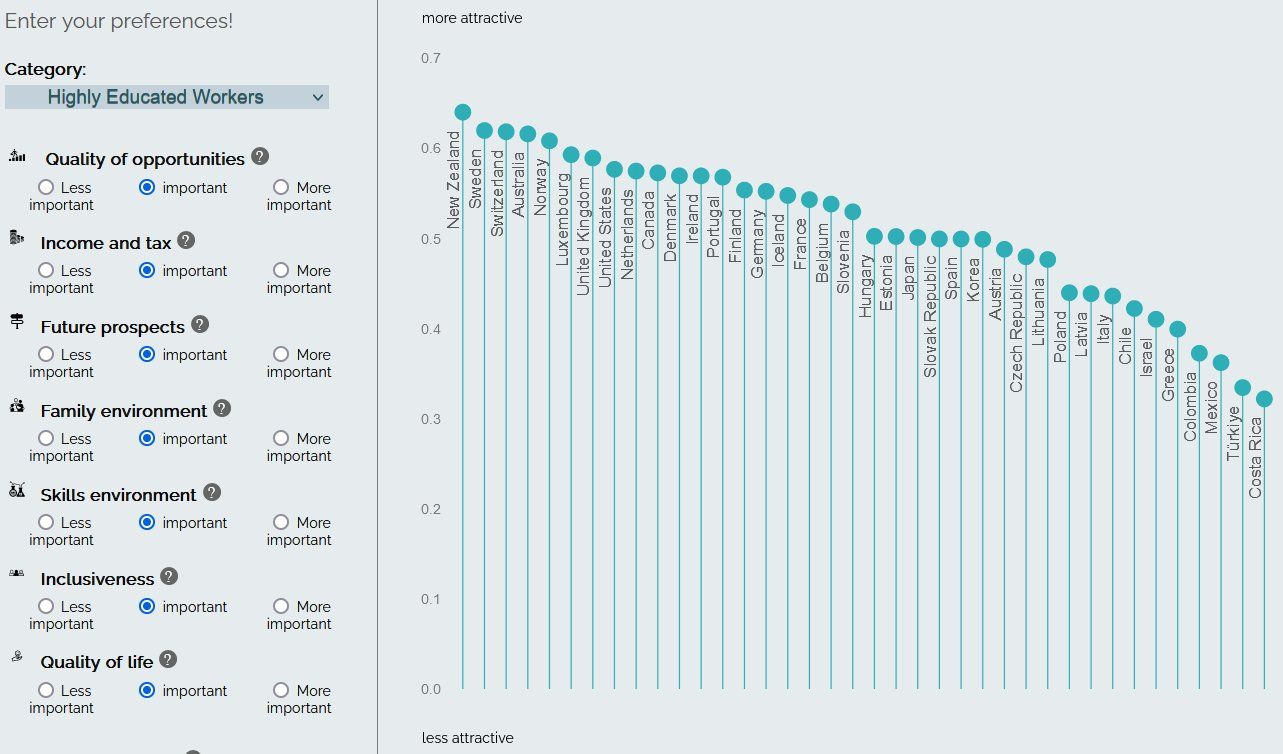 Enter your preferences!
Category:
Highly Educated Workers
Quality of opportunities ?
Less important
important
More important
Income and tax ?
Less important
important
More important
Future prospects ?
Less important
important
More important
Family environment ?
Less important
important
More important
Skills environment ?
Less important
important
More important
Inclusiveness ?
Less important
important
More important
Quality of life ?
Less important
important
More important
more attractive
0.7
0.6
0.5
0.4
0.3
0.2
0.1
0.0
New Zealand
Sweden
Switzerland
Australia
Norway
Luxembourg
United Kingdom
United States
Netherlands
Canada
Denmark
Ireland
Portugal
Finland
Germany
Iceland
France
Belgium
Slovenia
Hungary
Estonia
Japan
Slovak Republic
Spain
Korea
Austria
Czech Republic
Lithuania
Poland
Latvia
Italy
Chile
Israel
Greece
Colombia
Mexico
Türkiye
Costa Rica
less attractive